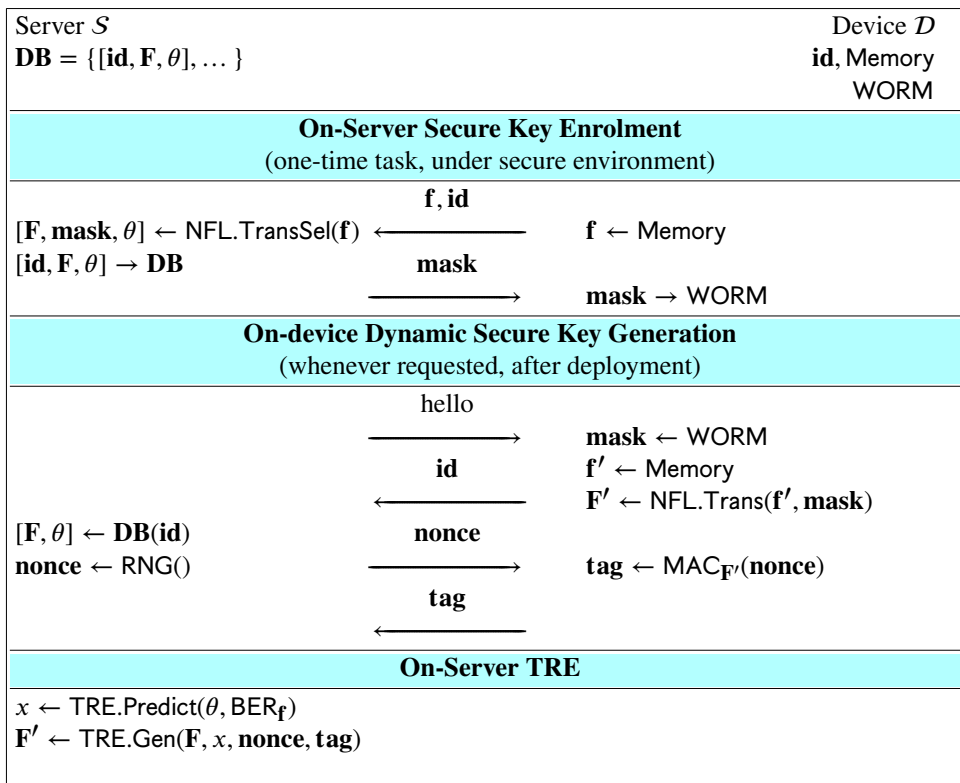 Server 𝒮 Device 𝒟
DB = {[id, F, θ], … } id, Memory
WORM
On-Server Secure Key Enrolment
(one-time task, under secure environment)
f, id
[F, mask, θ] ← NFL.TransSel(f) ← f ← Memory
[id, F, θ] → DB mask
→ mask → WORM
On-device Dynamic Secure Key Generation
(whenever requested, after deployment)
hello
→ mask ← WORM
id f′ ← Memory
← F′ ← NFL.Trans(f′, mask)
[F, θ] ← DB(id) nonce
nonce ← RNG() → tag ← MAC_F′(nonce)
tag
←
On-Server TRE
x ← TRE.Predict(θ, BER_f)
F′ ← TRE.Gen(F, x, nonce, tag)